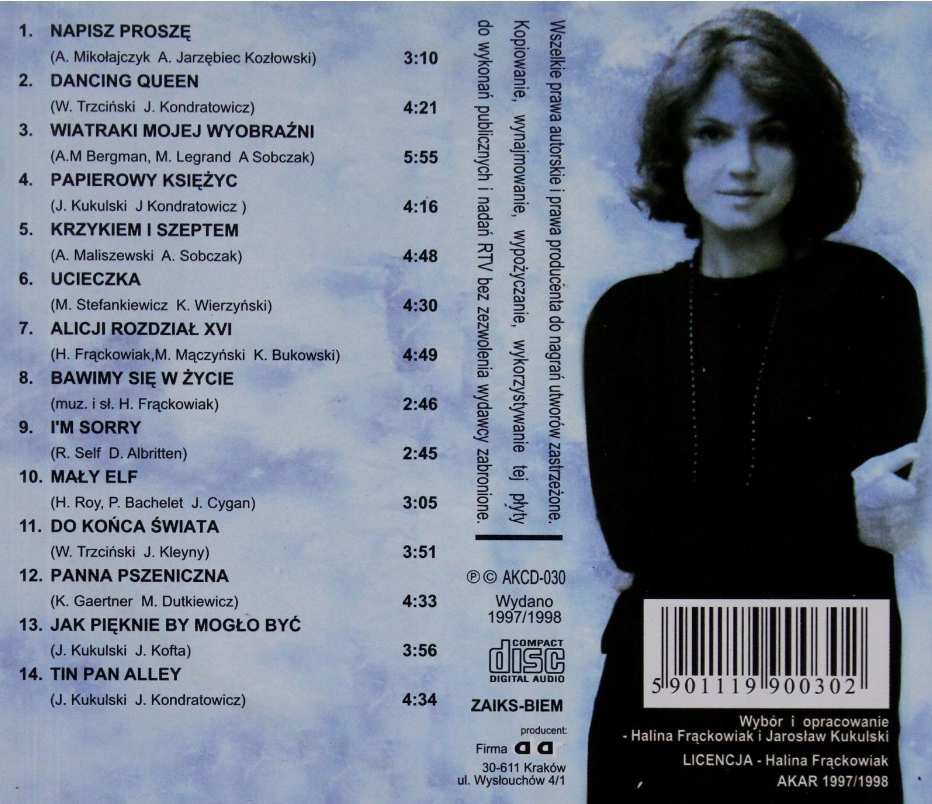 1. NAPISZ PROSZĘ
(A. Mikołajczyk A. Jarzębiec Kozłowski) 3:10
2. DANCING QUEEN
(W. Trzciński J. Kondratowicz) 4:21
3. WIATRAKI MOJEJ WYOBRAŹNI
(A.M Bergman, M. Legrand A Sobczak) 5:55
4. PAPIEROWY KSIĘŻYC
(J. Kukulski J Kondratowicz ) 4:16
5. KRZYKIEM I SZEPTEM
(A. Maliszewski A. Sobczak) 4:48
6. UCIECZKA
(M. Stefankiewicz K. Wierzyński) 4:30
7. ALICJI ROZDZIAŁ XVI
(H. Frąckowiak,M. Mączyński K. Bukowski) 4:49
8. BAWIMY SIĘ W ŻYCIE
(muz. i sł. H. Frąckowiak) 2:46
9. I'M SORRY
(R. Self D. Albritten) 2:45
10. MAŁY ELF
(H. Roy, P. Bachelet J. Cygan) 3:05
11. DO KOŃCA ŚWIATA
(W. Trzciński J. Kleyny) 3:51
12. PANNA PSZENICZNA
(K. Gaertner M. Dutkiewicz) 4:33
13. JAK PIĘKNIE BY MOGŁO BYĆ
(J. Kukulski J. Kofta) 3:56
14. TIN PAN ALLEY
(J. Kukulski J. Kondratowicz) 4:34
Wszelkie prawa autorskie i prawa producenta do nagrań utworów zastrzeżone.
Kopiowanie, wynajmowanie, wypożyczanie, wykorzystywanie tej płyty
do wykonań publicznych i nadań RTV bez zezwolenia wydawcy zabronione.
℗ © AKCD-030
Wydano
1997/1998
COMPACT
disc
DIGITAL AUDIO
ZAIKS-BIEM
producent:
Firma
30-611 Kraków
ul. Wysłouchów 4/1
5 901119 900302
Wybór i opracowanie
- Halina Frąckowiak i Jarosław Kukulski
LICENCJA - Halina Frąckowiak
AKAR 1997/1998